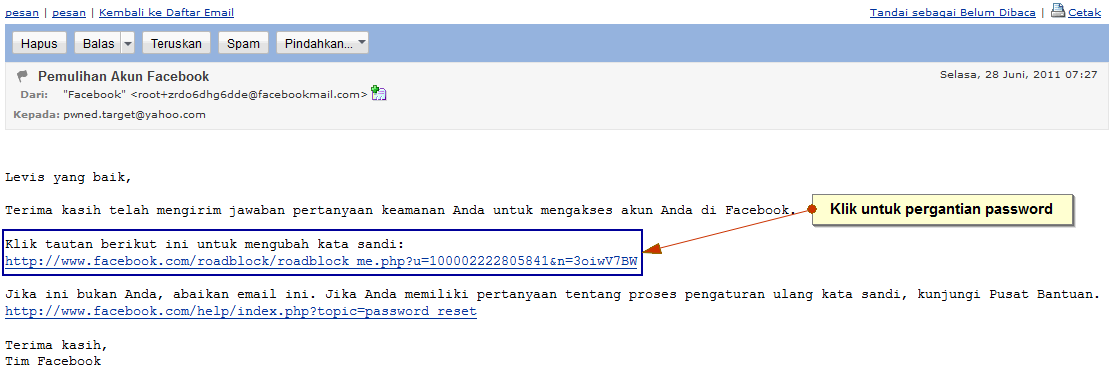 pesan | pesan | Kembali ke Daftar Email
Tandai sebagai Belum Dibaca | Cetak
Hapus Balas Teruskan Spam Pindahkan...
Pemulihan Akun Facebook
Selasa, 28 Juni, 2011 07:27
Dari: "Facebook" <root+zrdo6dhg6dde@facebookmail.com>
Kepada: pwned.target@yahoo.com
Levis yang baik,
Terima kasih telah mengirim jawaban pertanyaan keamanan Anda untuk mengakses akun Anda di Facebook.
Klik untuk pergantian password
Klik tautan berikut ini untuk mengubah kata sandi:
http://www.facebook.com/roadblock/roadblock_me.php?u=100002222805841&n=3oiwV7BW
Jika ini bukan Anda, abaikan email ini. Jika Anda memiliki pertanyaan tentang proses pengaturan ulang kata sandi, kunjungi Pusat Bantuan.
http://www.facebook.com/help/index.php?topic=password_reset
Terima kasih,
Tim Facebook